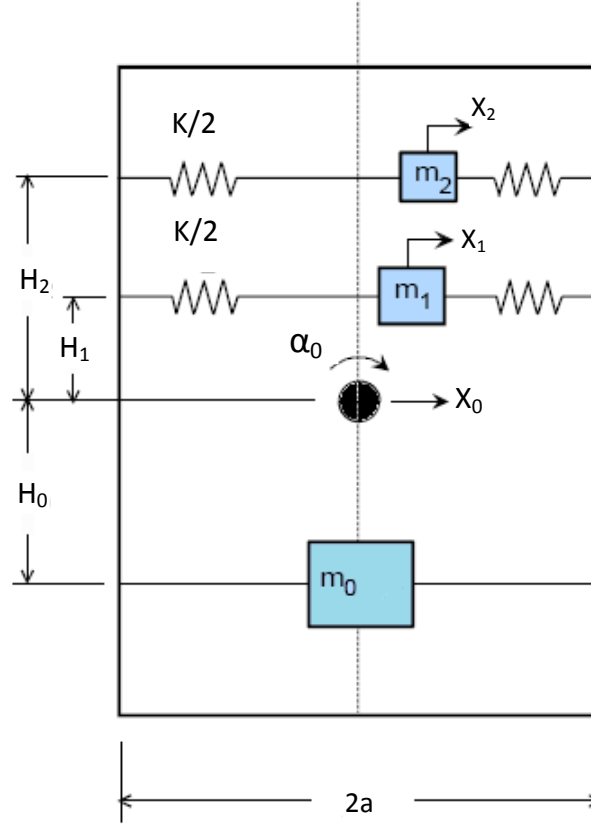 K/2
X₂
m₂
K/2
X₁
H₂
m₁
H₁
α₀
X₀
H₀
m₀
2a